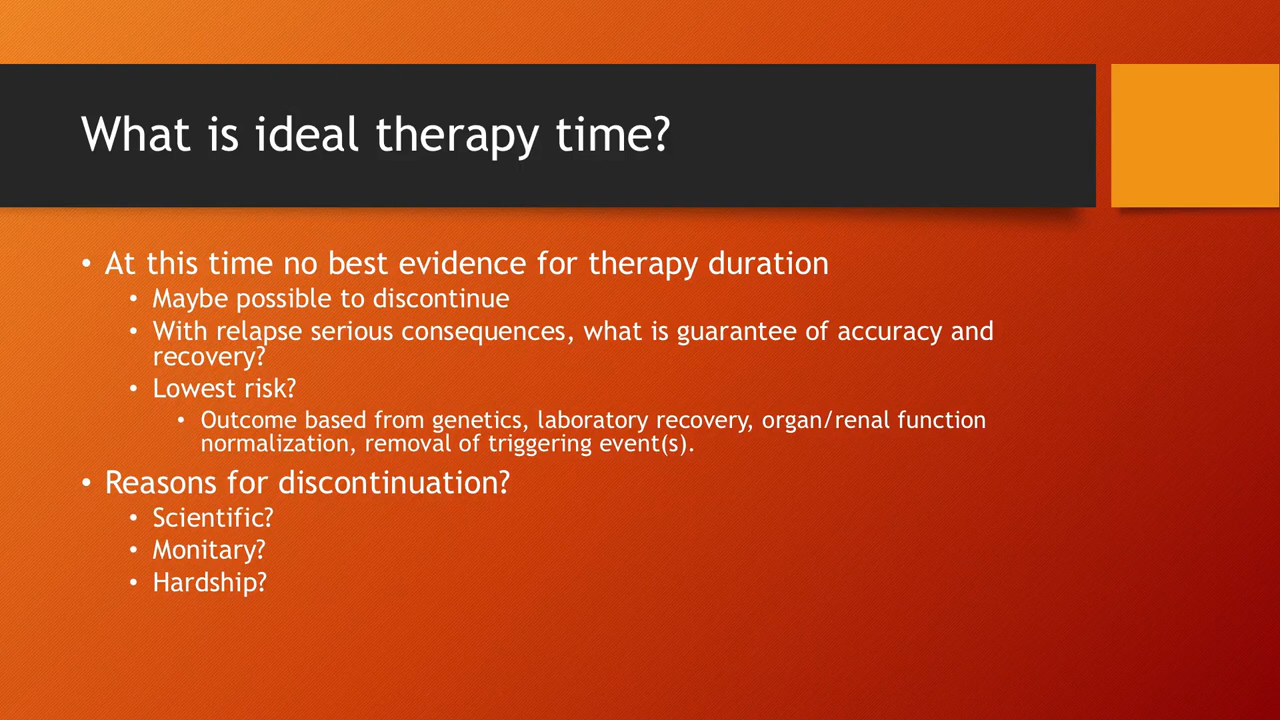 What is ideal therapy time?
• At this time no best evidence for therapy duration
• Maybe possible to discontinue
• With relapse serious consequences, what is guarantee of accuracy and
recovery?
• Lowest risk?
• Outcome based from genetics, laboratory recovery, organ/renal function
normalization, removal of triggering event(s).
• Reasons for discontinuation?
• Scientific?
• Monitary?
• Hardship?